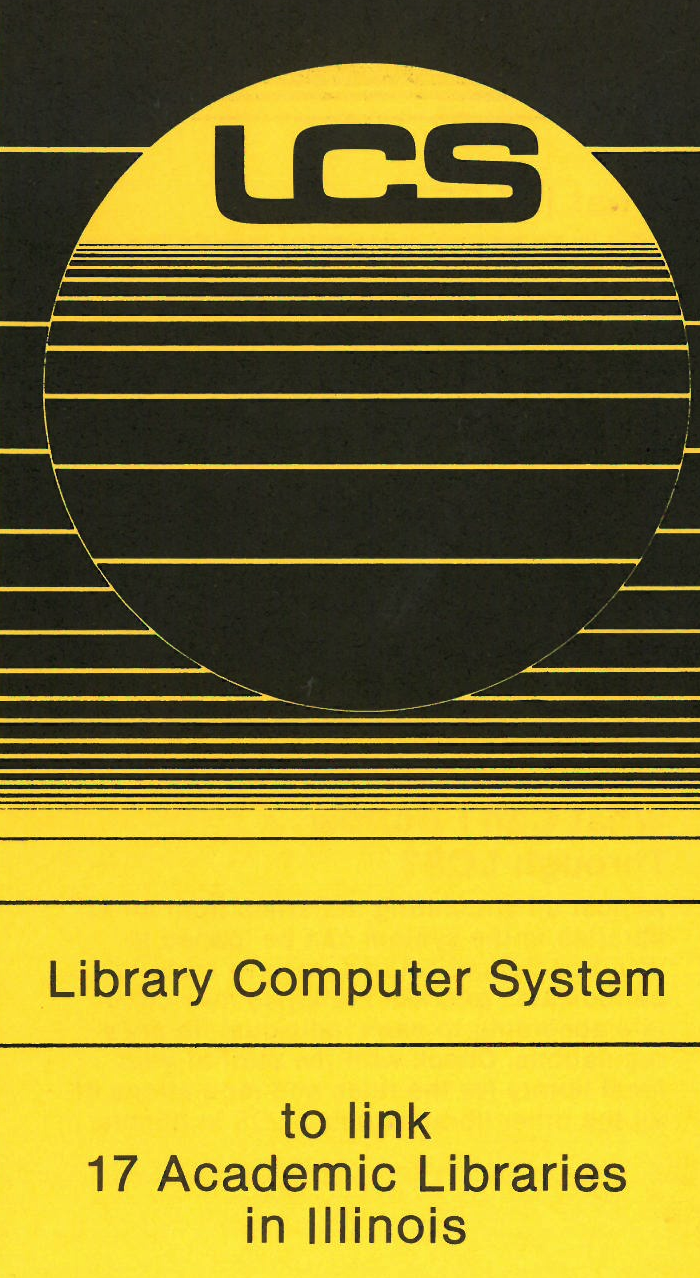 LCS
Library Computer System
to link
17 Academic Libraries
in Illinois